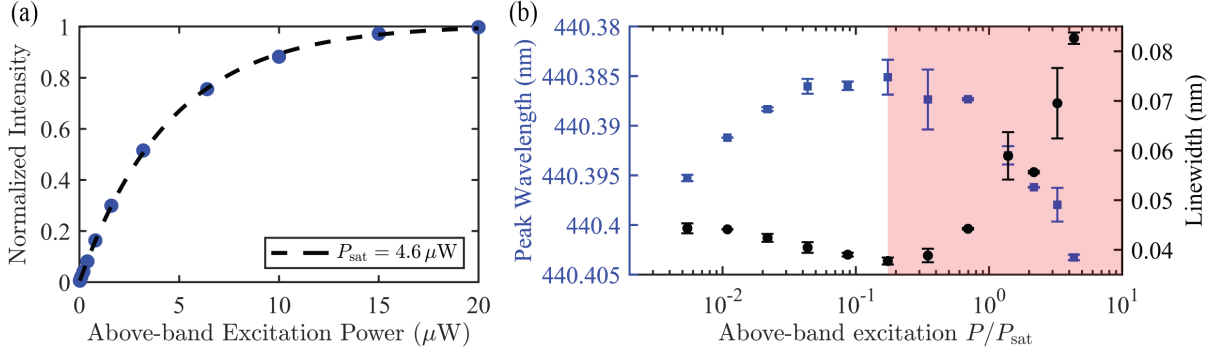 (a)
Normalized Intensity
1
0.8
0.6
0.4
0.2
0
P_sat = 4.6 μW
0 5 10 15 20
Above-band Excitation Power (μW)
(b)
Peak Wavelength (nm)
440.38
440.385
440.39
440.395
440.4
440.405
0.08
0.07
0.06
0.05
0.04
Linewidth (nm)
10^-2 10^-1 10^0 10^1
Above-band excitation P/P_sat